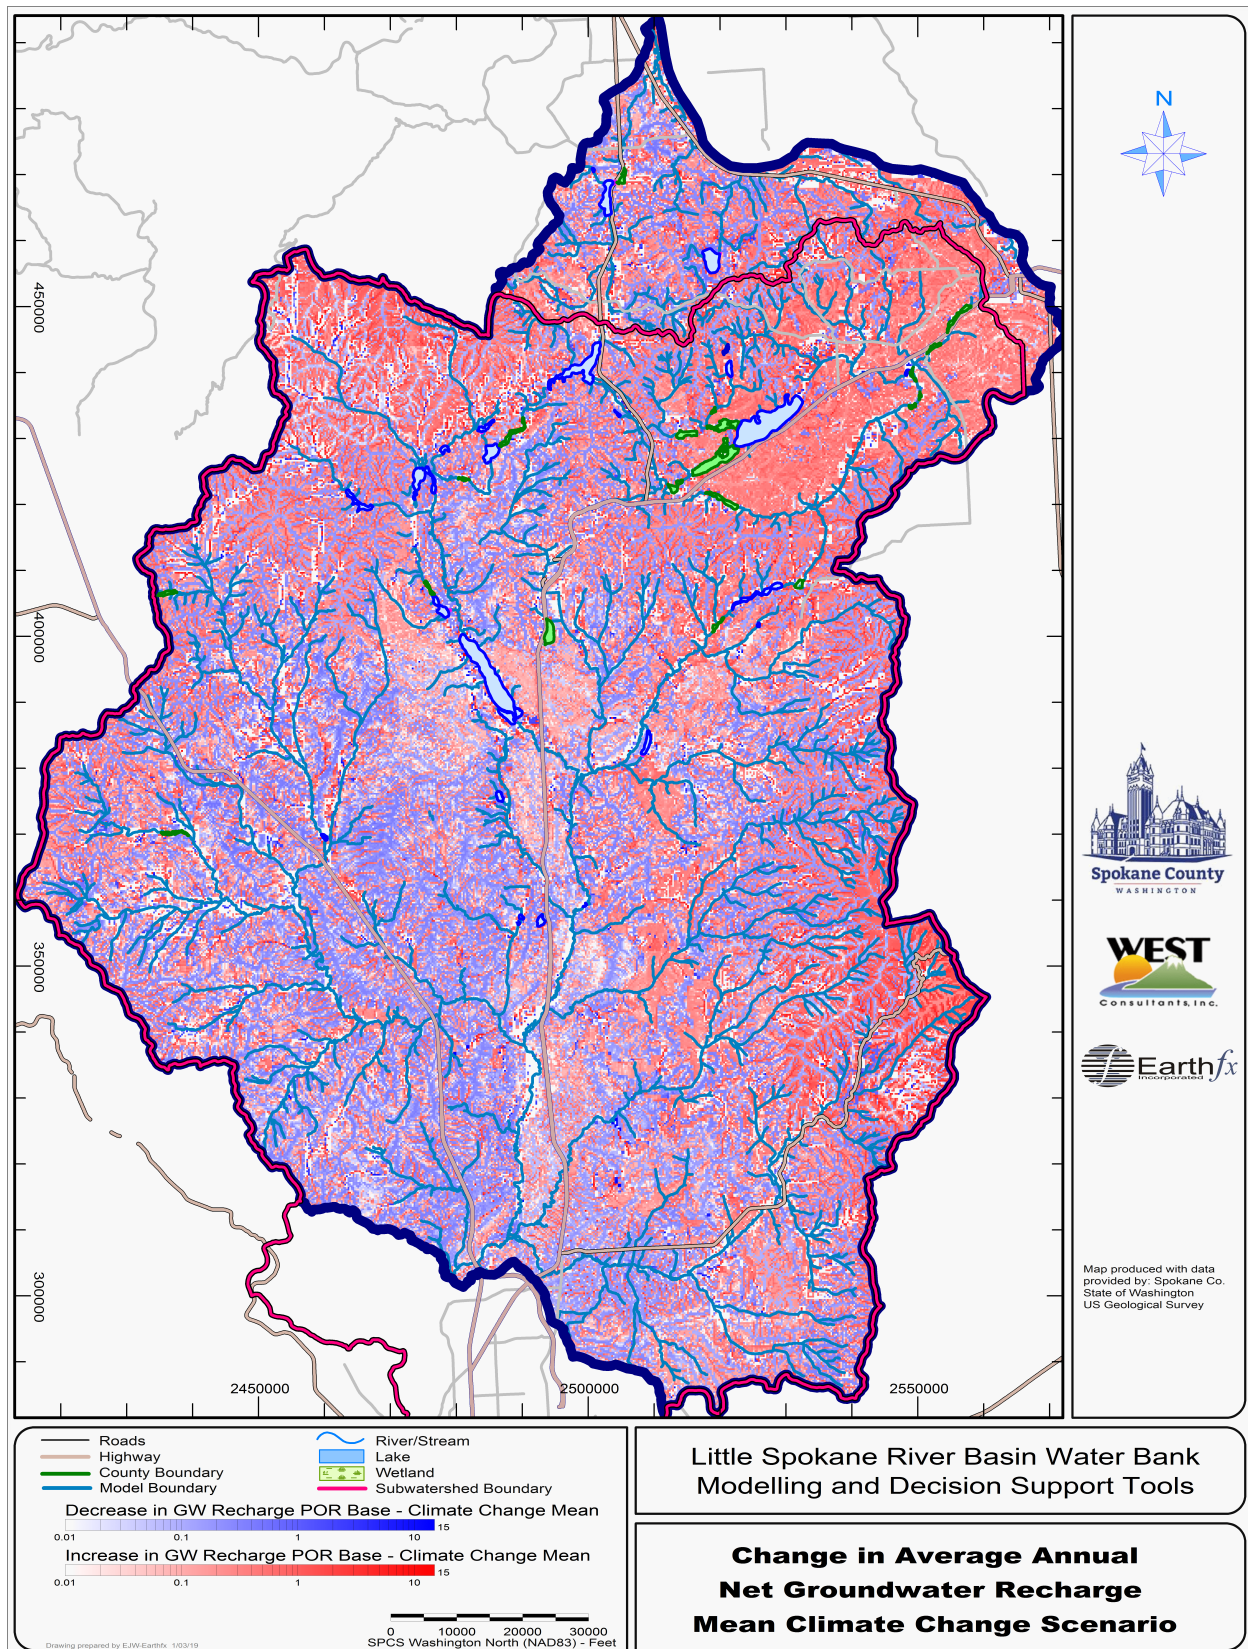 N
450000
400000
350000
300000
2450000
2500000
2550000
Spokane County
WASHINGTON
WEST
Consultants, Inc.
Earthfx
Incorporated
Map produced with data
provided by: Spokane Co.
State of Washington
US Geological Survey
Roads
Highway
County Boundary
Model Boundary
River/Stream
Lake
Wetland
Subwatershed Boundary
Decrease in GW Recharge POR Base - Climate Change Mean
15
0.01 0.1 1 10
Increase in GW Recharge POR Base - Climate Change Mean
15
0.01 0.1 1 10
0 10000 20000 30000
SPCS Washington North (NAD83) - Feet
Drawing prepared by EJW-Earthfx 1/03/19
Little Spokane River Basin Water Bank
Modelling and Decision Support Tools
Change in Average Annual
Net Groundwater Recharge
Mean Climate Change Scenario